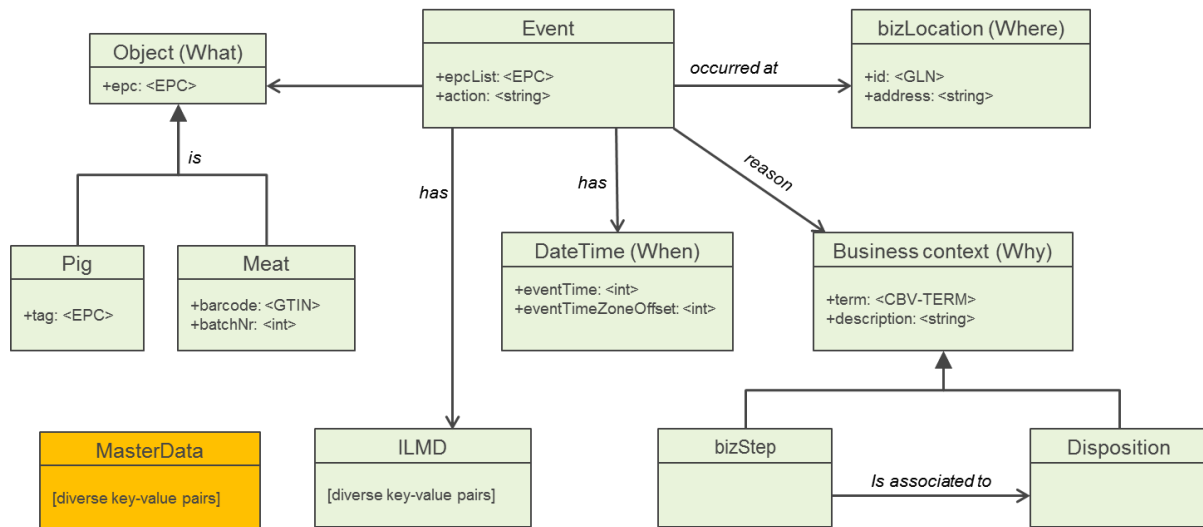 Object (What)
+epc: <EPC>
Event
+epcList: <EPC>
+action: <string>
occurred at
bizLocation (Where)
+id: <GLN>
+address: <string>
is
has
has
reason
Pig
+tag: <EPC>
Meat
+barcode: <GTIN>
+batchNr: <int>
DateTime (When)
+eventTime: <int>
+eventTimeZoneOffset: <int>
Business context (Why)
+term: <CBV-TERM>
+description: <string>
MasterData
[diverse key-value pairs]
ILMD
[diverse key-value pairs]
bizStep
Is associated to
Disposition